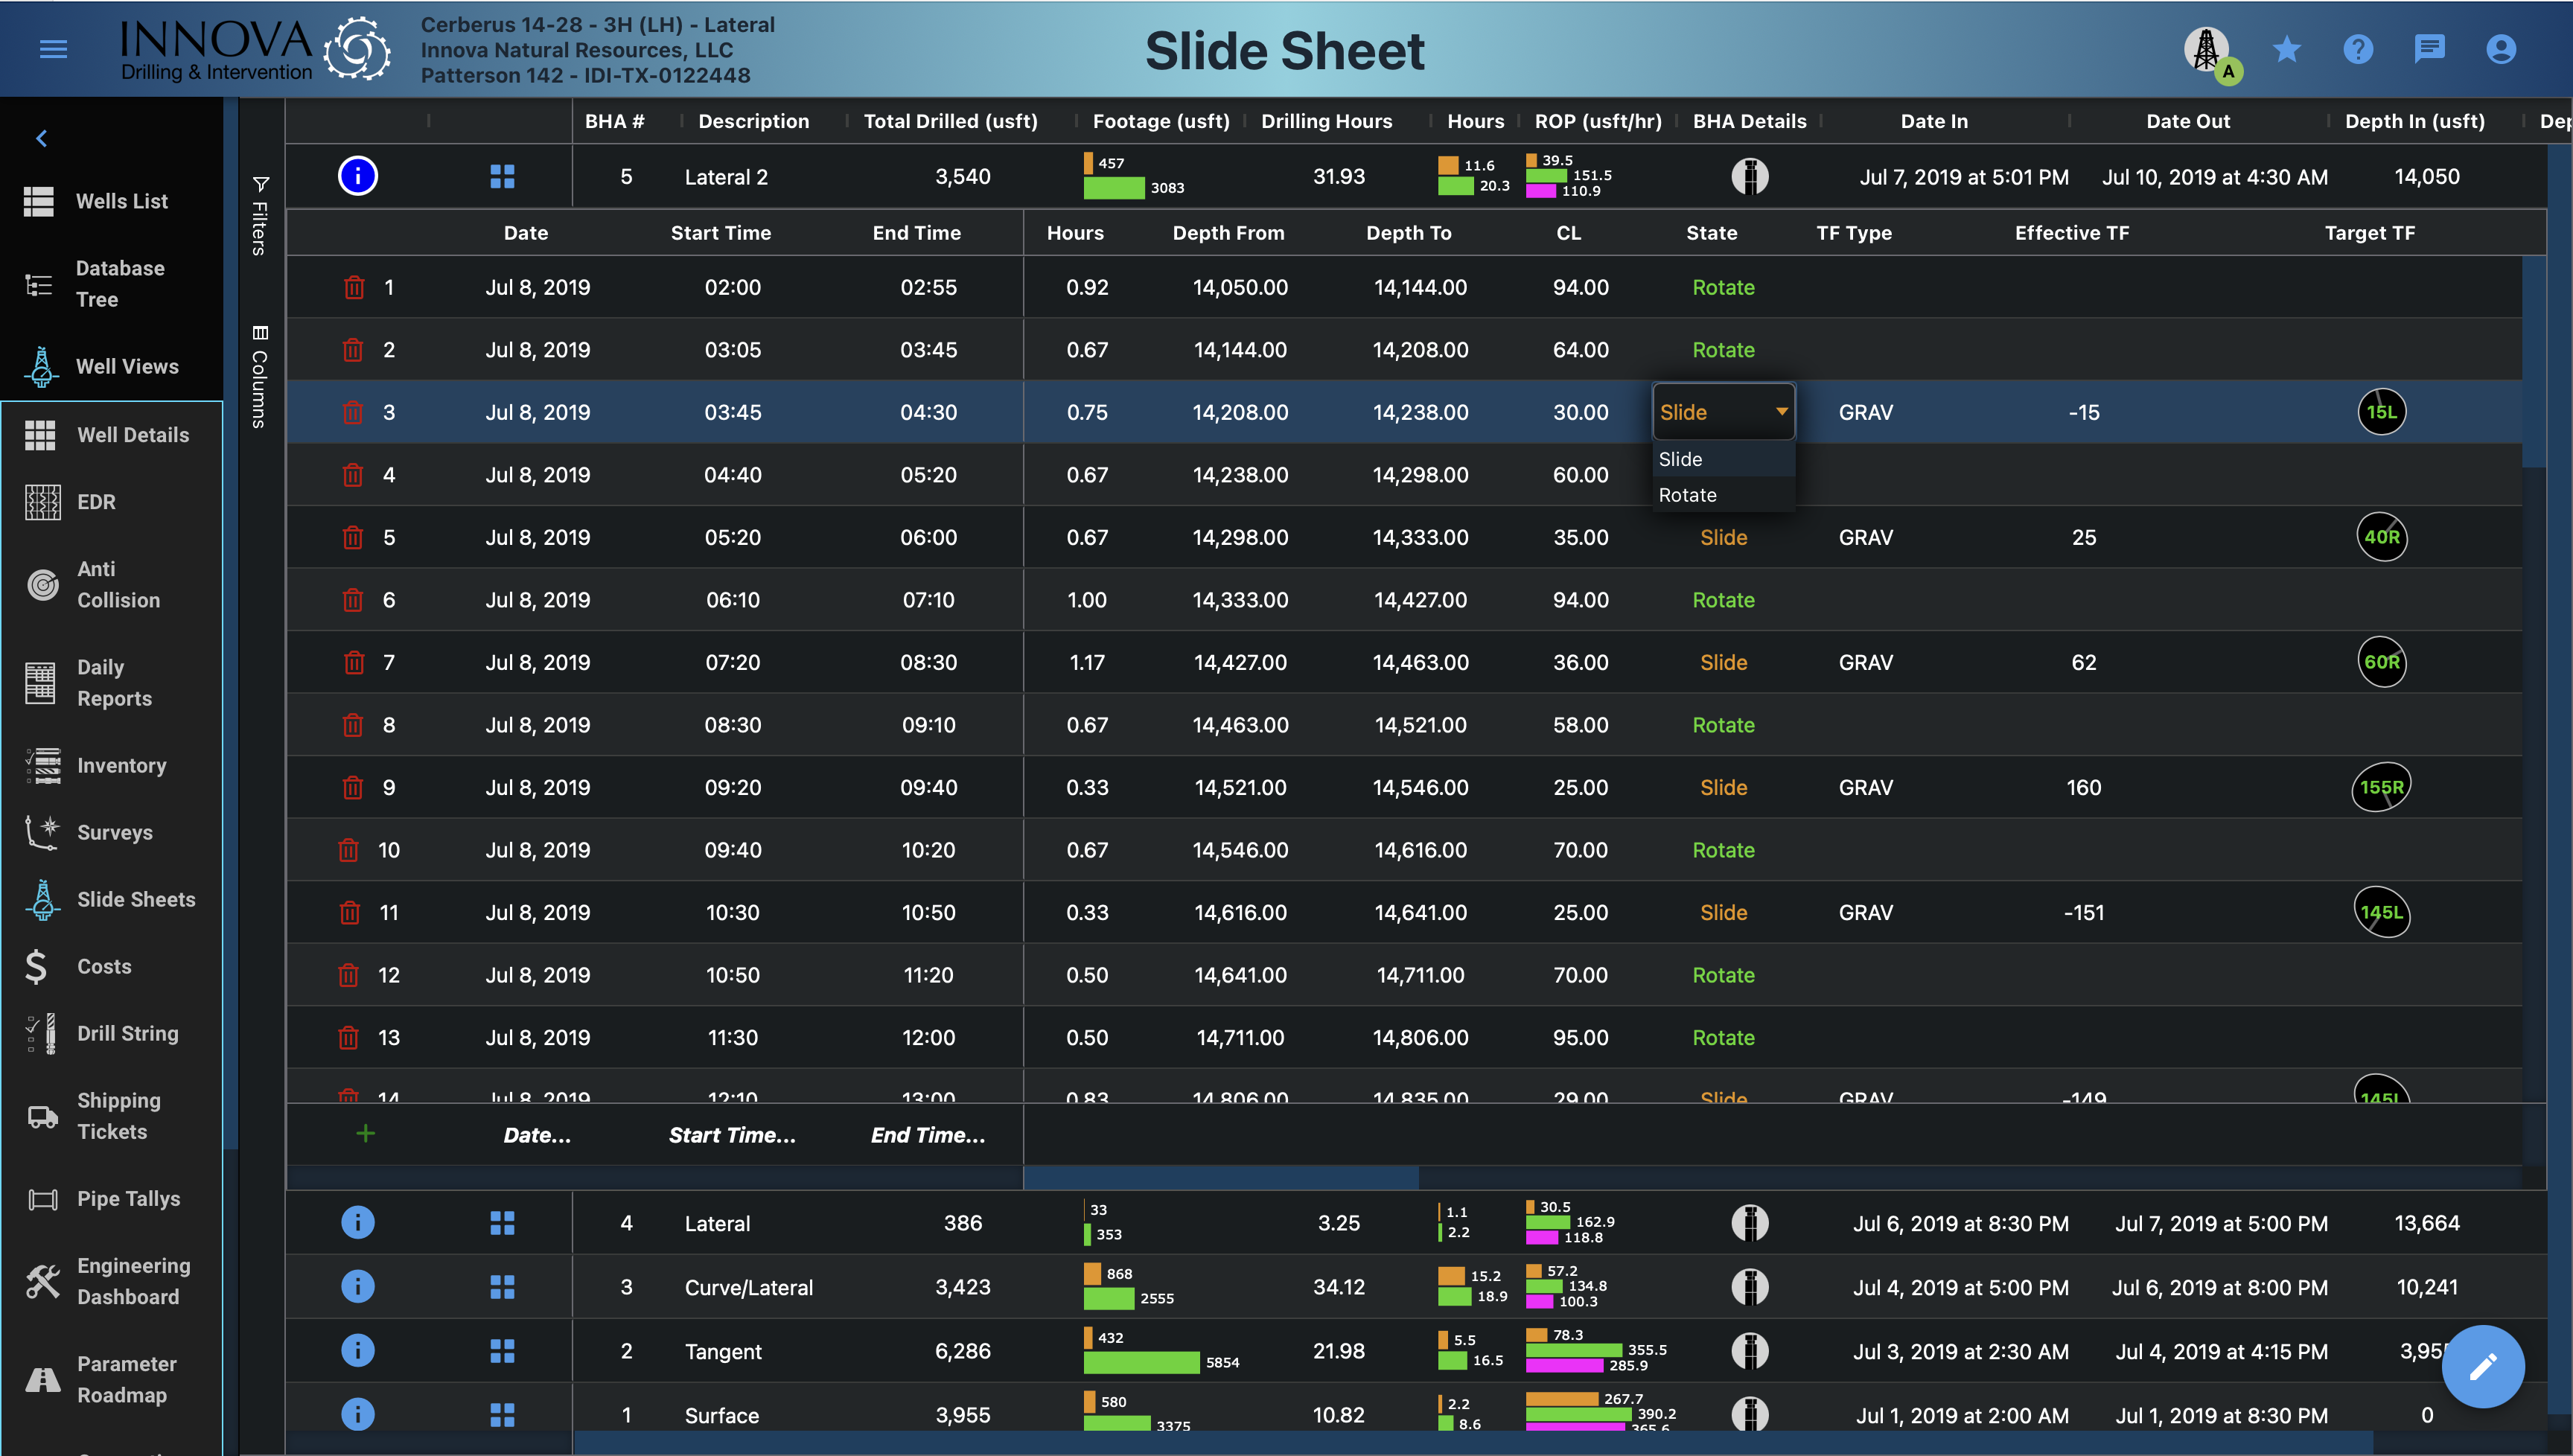 INNOVA
Drilling & Intervention
Cerberus 14-28 - 3H (LH) - Lateral
Innova Natural Resources, LLC
Patterson 142 - IDI-TX-0122448
Slide Sheet
A
Wells List
Database
Tree
Well Views
Well Details
EDR
Anti
Collision
Daily
Reports
Inventory
Surveys
Slide Sheets
Costs
Drill String
Shipping
Tickets
Pipe Tallys
Engineering
Dashboard
Parameter
Roadmap
Filters
Columns
BHA # Description Total Drilled (usft) Footage (usft) Drilling Hours Hours ROP (usft/hr) BHA Details Date In Date Out Depth In (usft)
5 Lateral 2 3,540 457 3083 31.93 11.6 20.3 39.5 151.5 110.9 Jul 7, 2019 at 5:01 PM Jul 10, 2019 at 4:30 AM 14,050
Date Start Time End Time Hours Depth From Depth To CL State TF Type Effective TF Target TF
1 Jul 8, 2019 02:00 02:55 0.92 14,050.00 14,144.00 94.00 Rotate
2 Jul 8, 2019 03:05 03:45 0.67 14,144.00 14,208.00 64.00 Rotate
3 Jul 8, 2019 03:45 04:30 0.75 14,208.00 14,238.00 30.00 Slide GRAV -15 15L
Slide
Rotate
4 Jul 8, 2019 04:40 05:20 0.67 14,238.00 14,298.00 60.00
5 Jul 8, 2019 05:20 06:00 0.67 14,298.00 14,333.00 35.00 Slide GRAV 25 40R
6 Jul 8, 2019 06:10 07:10 1.00 14,333.00 14,427.00 94.00 Rotate
7 Jul 8, 2019 07:20 08:30 1.17 14,427.00 14,463.00 36.00 Slide GRAV 62 60R
8 Jul 8, 2019 08:30 09:10 0.67 14,463.00 14,521.00 58.00 Rotate
9 Jul 8, 2019 09:20 09:40 0.33 14,521.00 14,546.00 25.00 Slide GRAV 160 155R
10 Jul 8, 2019 09:40 10:20 0.67 14,546.00 14,616.00 70.00 Rotate
11 Jul 8, 2019 10:30 10:50 0.33 14,616.00 14,641.00 25.00 Slide GRAV -151 145L
12 Jul 8, 2019 10:50 11:20 0.50 14,641.00 14,711.00 70.00 Rotate
13 Jul 8, 2019 11:30 12:00 0.50 14,711.00 14,806.00 95.00 Rotate
14 Jul 8, 2019 12:10 13:00 0.83 14,806.00 14,835.00 29.00 Slide GRAV -149 145L
+ Date... Start Time... End Time...
4 Lateral 386 33 353 3.25 1.1 2.2 30.5 162.9 118.8 Jul 6, 2019 at 8:30 PM Jul 7, 2019 at 5:00 PM 13,664
3 Curve/Lateral 3,423 868 2555 34.12 15.2 18.9 57.2 134.8 100.3 Jul 4, 2019 at 5:00 PM Jul 6, 2019 at 8:00 PM 10,241
2 Tangent 6,286 432 5854 21.98 5.5 16.5 78.3 355.5 285.9 Jul 3, 2019 at 2:30 AM Jul 4, 2019 at 4:15 PM
1 Surface 3,955 580 3375 10.82 2.2 8.6 267.7 390.2 365.6 Jul 1, 2019 at 2:00 AM Jul 1, 2019 at 8:30 PM 0